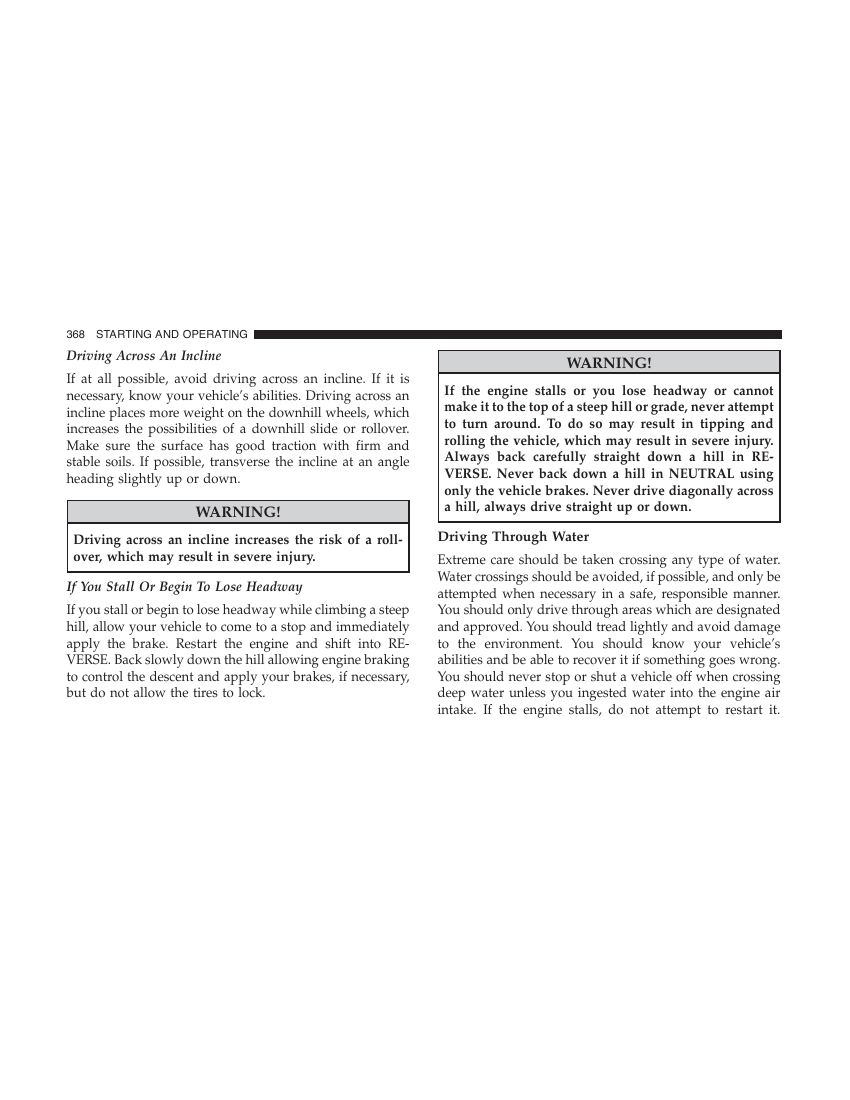 368 STARTING AND OPERATING
Driving Across An Incline
If at all possible, avoid driving across an incline. If it is
necessary, know your vehicle's abilities. Driving across an
incline places more weight on the downhill wheels, which
increases the possibilities of a downhill slide or rollover.
Make sure the surface has good traction with firm and
stable soils. If possible, transverse the incline at an angle
heading slightly up or down.
WARNING!
Driving across an incline increases the risk of a roll-
over, which may result in severe injury.
If You Stall Or Begin To Lose Headway
If you stall or begin to lose headway while climbing a steep
hill, allow your vehicle to come to a stop and immediately
apply the brake. Restart the engine and shift into RE-
VERSE. Back slowly down the hill allowing engine braking
to control the descent and apply your brakes, if necessary,
but do not allow the tires to lock.
WARNING!
If the engine stalls or you lose headway or cannot
make it to the top of a steep hill or grade, never attempt
to turn around. To do so may result in tipping and
rolling the vehicle, which may result in severe injury.
Always back carefully straight down a hill in RE-
VERSE. Never back down a hill in NEUTRAL using
only the vehicle brakes. Never drive diagonally across
a hill, always drive straight up or down.
Driving Through Water
Extreme care should be taken crossing any type of water.
Water crossings should be avoided, if possible, and only be
attempted when necessary in a safe, responsible manner.
You should only drive through areas which are designated
and approved. You should tread lightly and avoid damage
to the environment. You should know your vehicle's
abilities and be able to recover it if something goes wrong.
You should never stop or shut a vehicle off when crossing
deep water unless you ingested water into the engine air
intake. If the engine stalls, do not attempt to restart it.